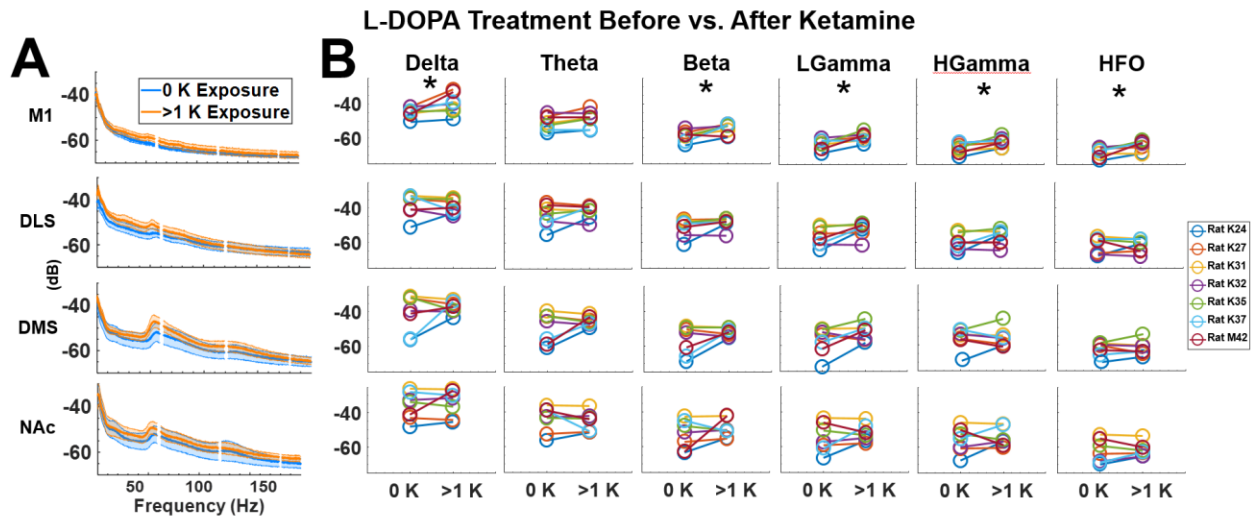 L-DOPA Treatment Before vs. After Ketamine
A
B
0 K Exposure
>1 K Exposure
Delta
Theta
Beta
LGamma
HGamma
HFO
*
*
*
*
*
M1
-40
-60
-40
-60
DLS
-40
-60
-40
-60
(dB)
DMS
-40
-60
-40
-60
NAc
-40
-60
-40
-60
50
100
150
Frequency (Hz)
0 K
>1 K
0 K
>1 K
0 K
>1 K
0 K
>1 K
0 K
>1 K
0 K
>1 K
Rat K24
Rat K27
Rat K31
Rat K32
Rat K35
Rat K37
Rat M42